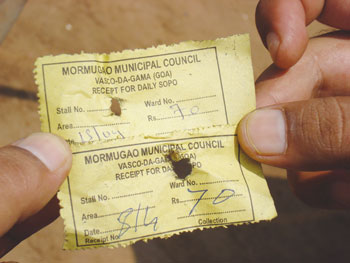 MORMUGAO MUNICIPAL COUNCIL
VASCO-DA-GAMA (GOA)
RECEIPT FOR DAILY SOPO
Stall No. Ward No.
Area Rs. 70
MORMUGAO MUNICIPAL COUNCIL
VASCO-DA-GAMA (GOA)
RECEIPT FOR DAILY SOPO
Stall No. Ward No.
Area Rs. 70
Date
Receipt No. Collection